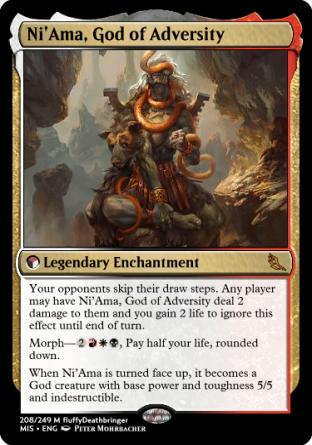 Ni'Ama, God of Adversity
Legendary Enchantment
Your opponents skip their draw steps. Any player
may have Ni'Ama, God of Adversity deal 2
damage to them and you gain 2 life to ignore this
effect until end of turn.
Morph—2, Pay half your life, rounded
down.
When Ni'Ama is turned face up, it becomes a
God creature with base power and toughness 5/5
and indestructible.
208/249 M fluffyDeathbringer
MIS • ENG Peter Mohrbacher